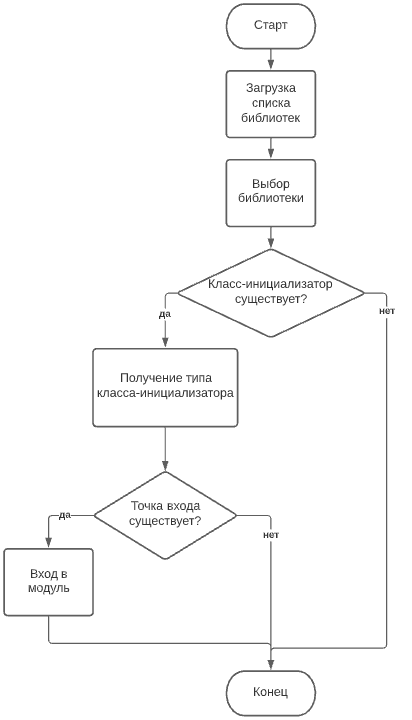 Старт
Загрузка
списка
библиотек
Выбор
библиотеки
Класс-инициализатор
существует?
да
нет
Получение типа
класса-инициализатора
Точка входа
существует?
да
нет
Вход в
модуль
Конец